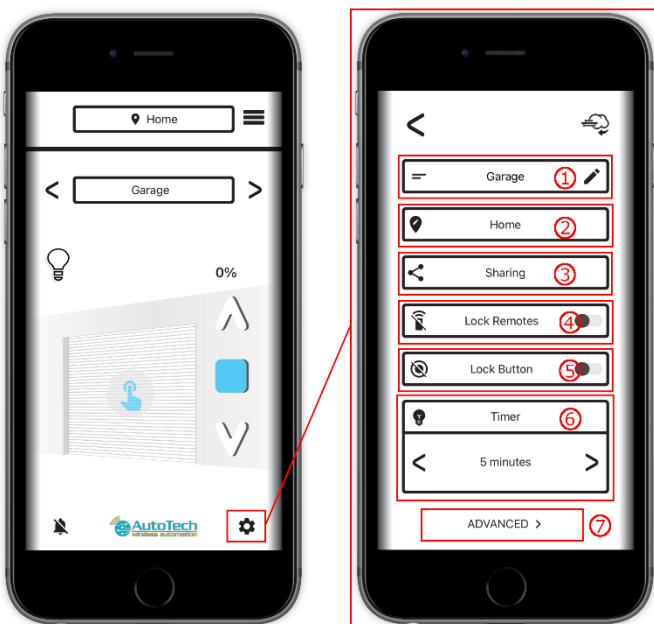 Home
Garage
0%
AutoTech
wireless automation
Garage 1
Home 2
Sharing 3
Lock Remotes 4
Lock Button 5
Timer 6
5 minutes
ADVANCED > 7